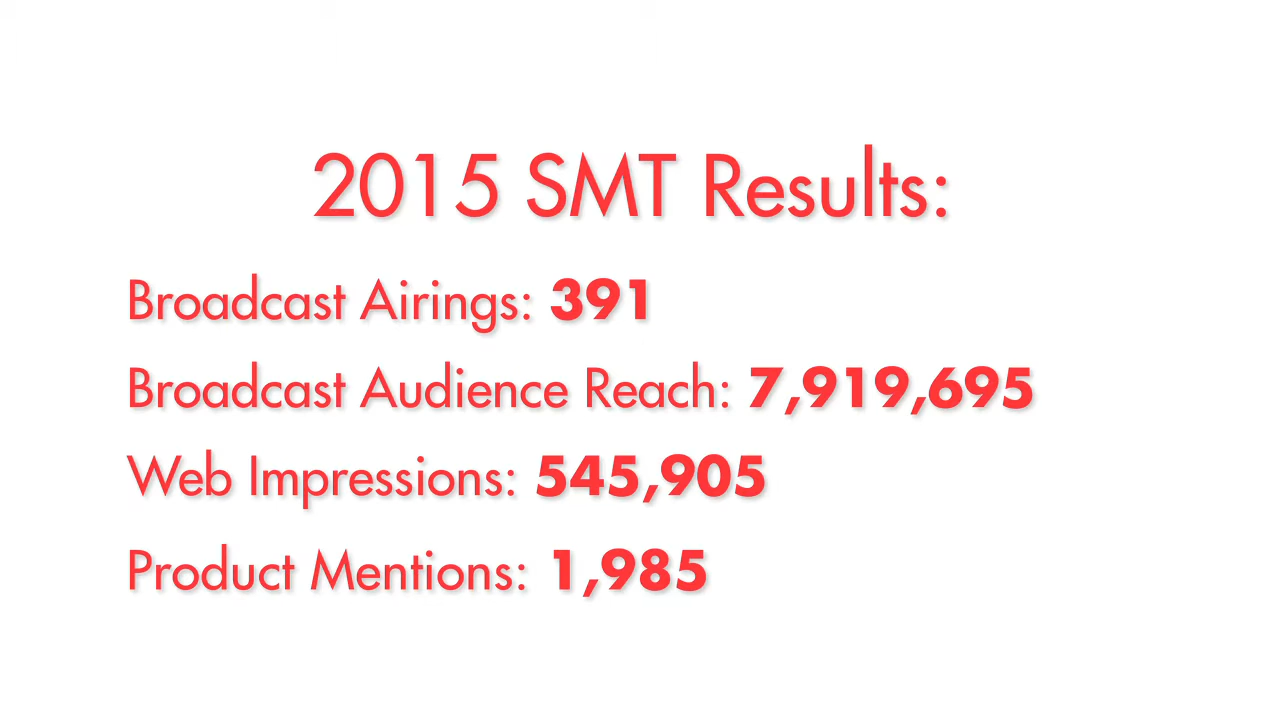 2015 SMT Results:
Broadcast Airings: 391
Broadcast Audience Reach: 7,919,695
Web Impressions: 545,905
Product Mentions: 1,985